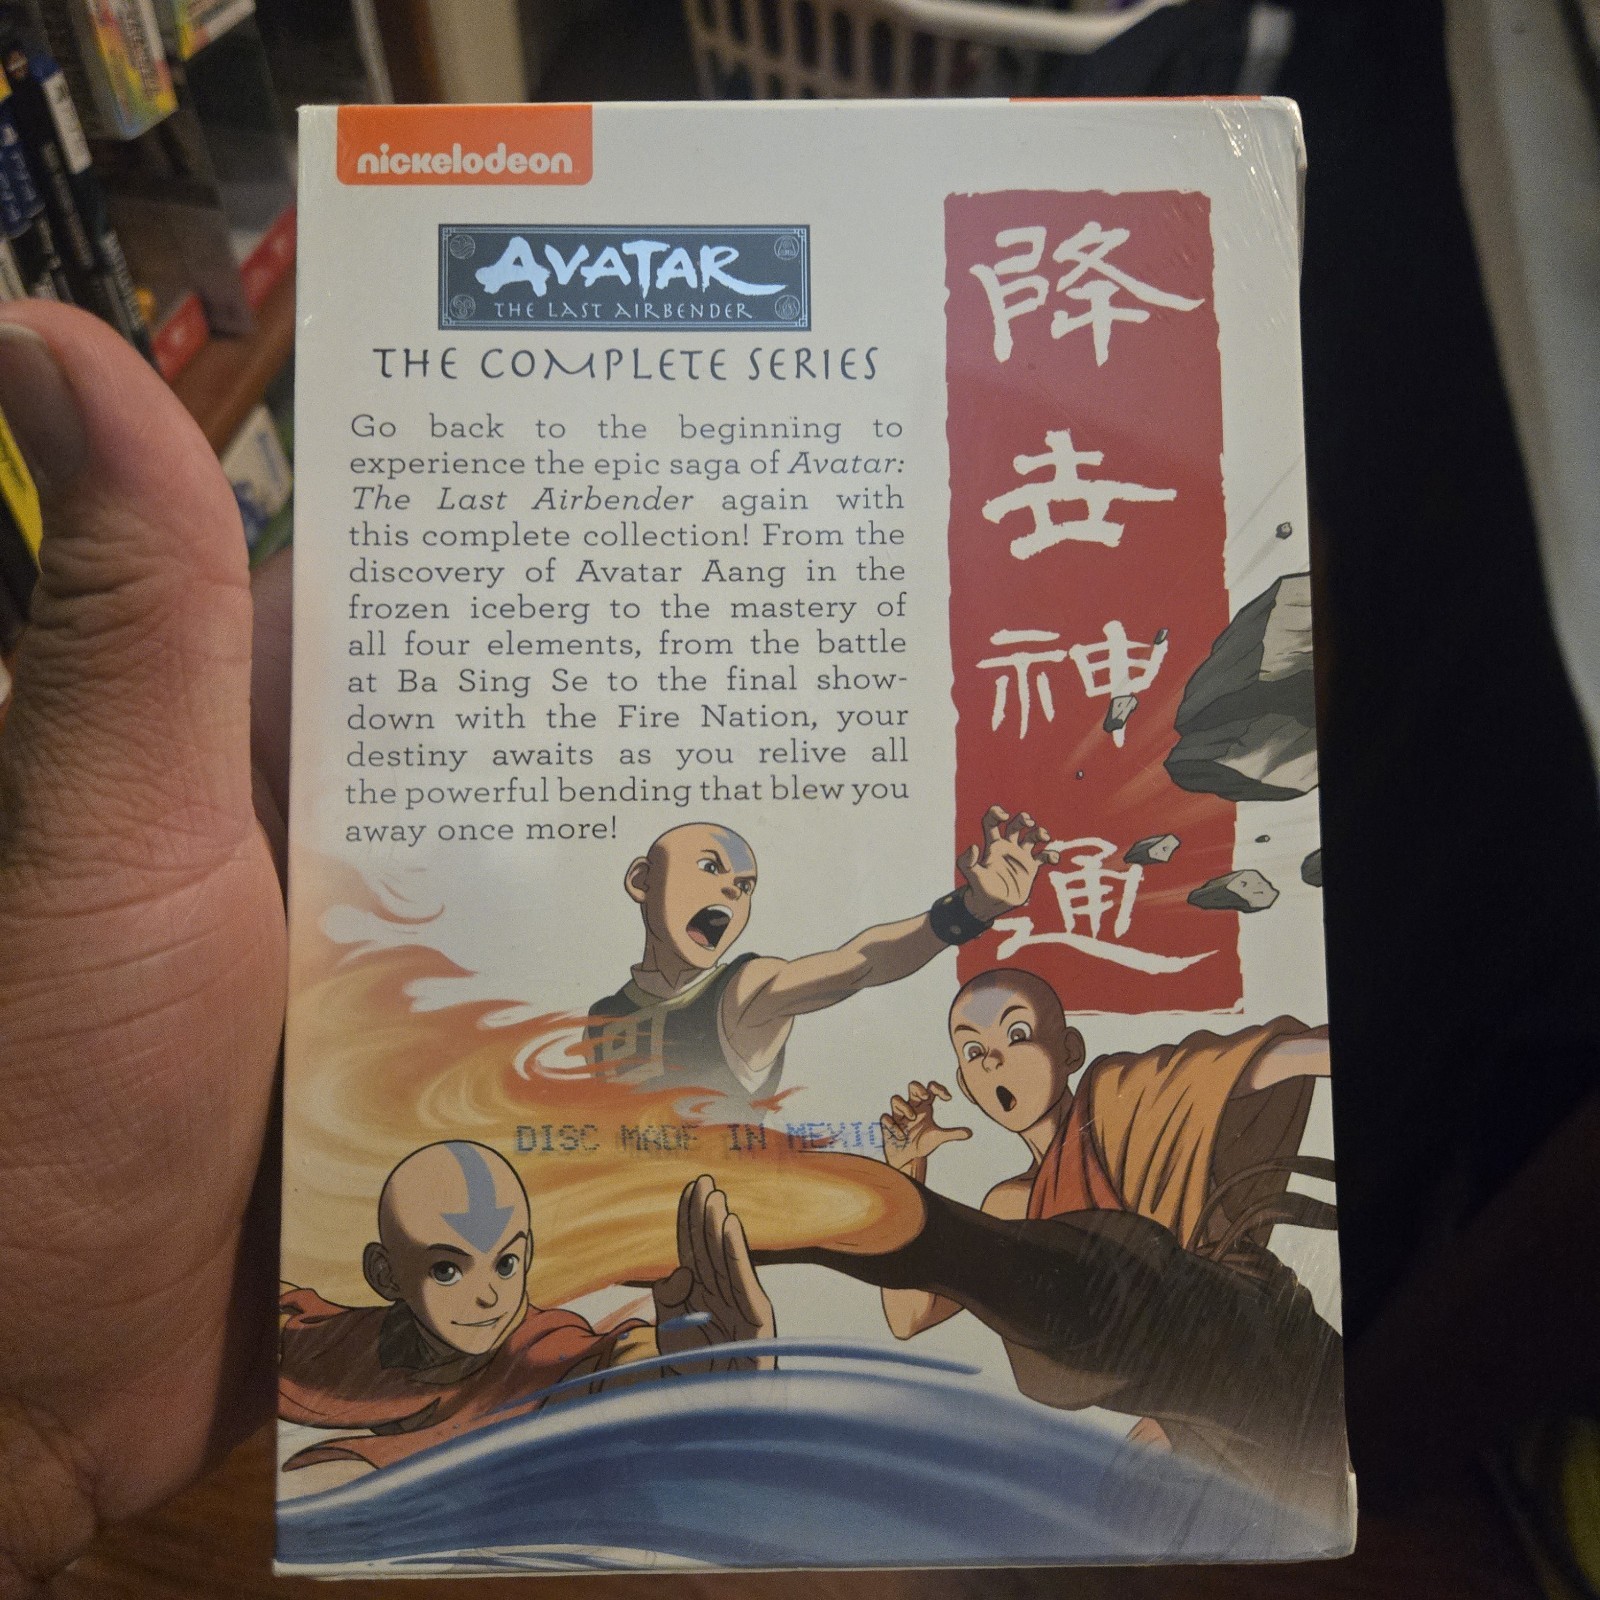 nickelodeon
AVATAR
THE LAST AIRBENDER
THE COMPLETE SERIES
Go back to the beginning to
experience the epic saga of Avatar:
The Last Airbender again with
this complete collection! From the
discovery of Avatar Aang in the
frozen iceberg to the mastery of
all four elements, from the battle
at Ba Sing Se to the final show-
down with the Fire Nation, your
destiny awaits as you relive all
the powerful bending that blew you
away once more!
降
世
神
通
DISC MADE IN MEXICO